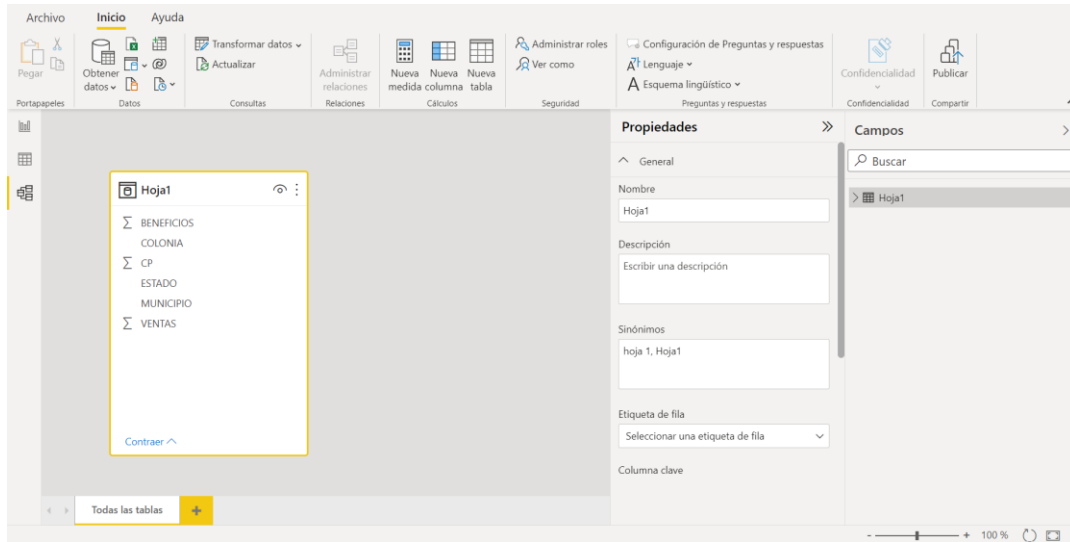 Archivo Inicio Ayuda
Pegar
Portapapeles
Obtener
datos
Datos
Transformar datos
Actualizar
Consultas
Administrar
relaciones
Relaciones
Nueva Nueva Nueva
medida columna tabla
Cálculos
Administrar roles
Ver como
Seguridad
Configuración de Preguntas y respuestas
Lenguaje
Esquema lingüístico
Preguntas y respuestas
Confidencialidad
Confidencialidad
Publicar
Compartir
Hoja1
Σ BENEFICIOS
COLONIA
Σ CP
ESTADO
MUNICIPIO
Σ VENTAS
Contraer
Propiedades
General
Nombre
Hoja1
Descripción
Escribir una descripción
Sinónimos
hoja 1, Hoja1
Etiqueta de fila
Seleccionar una etiqueta de fila
Columna clave
Campos
Buscar
Hoja1
Todas las tablas +
- + 100 %